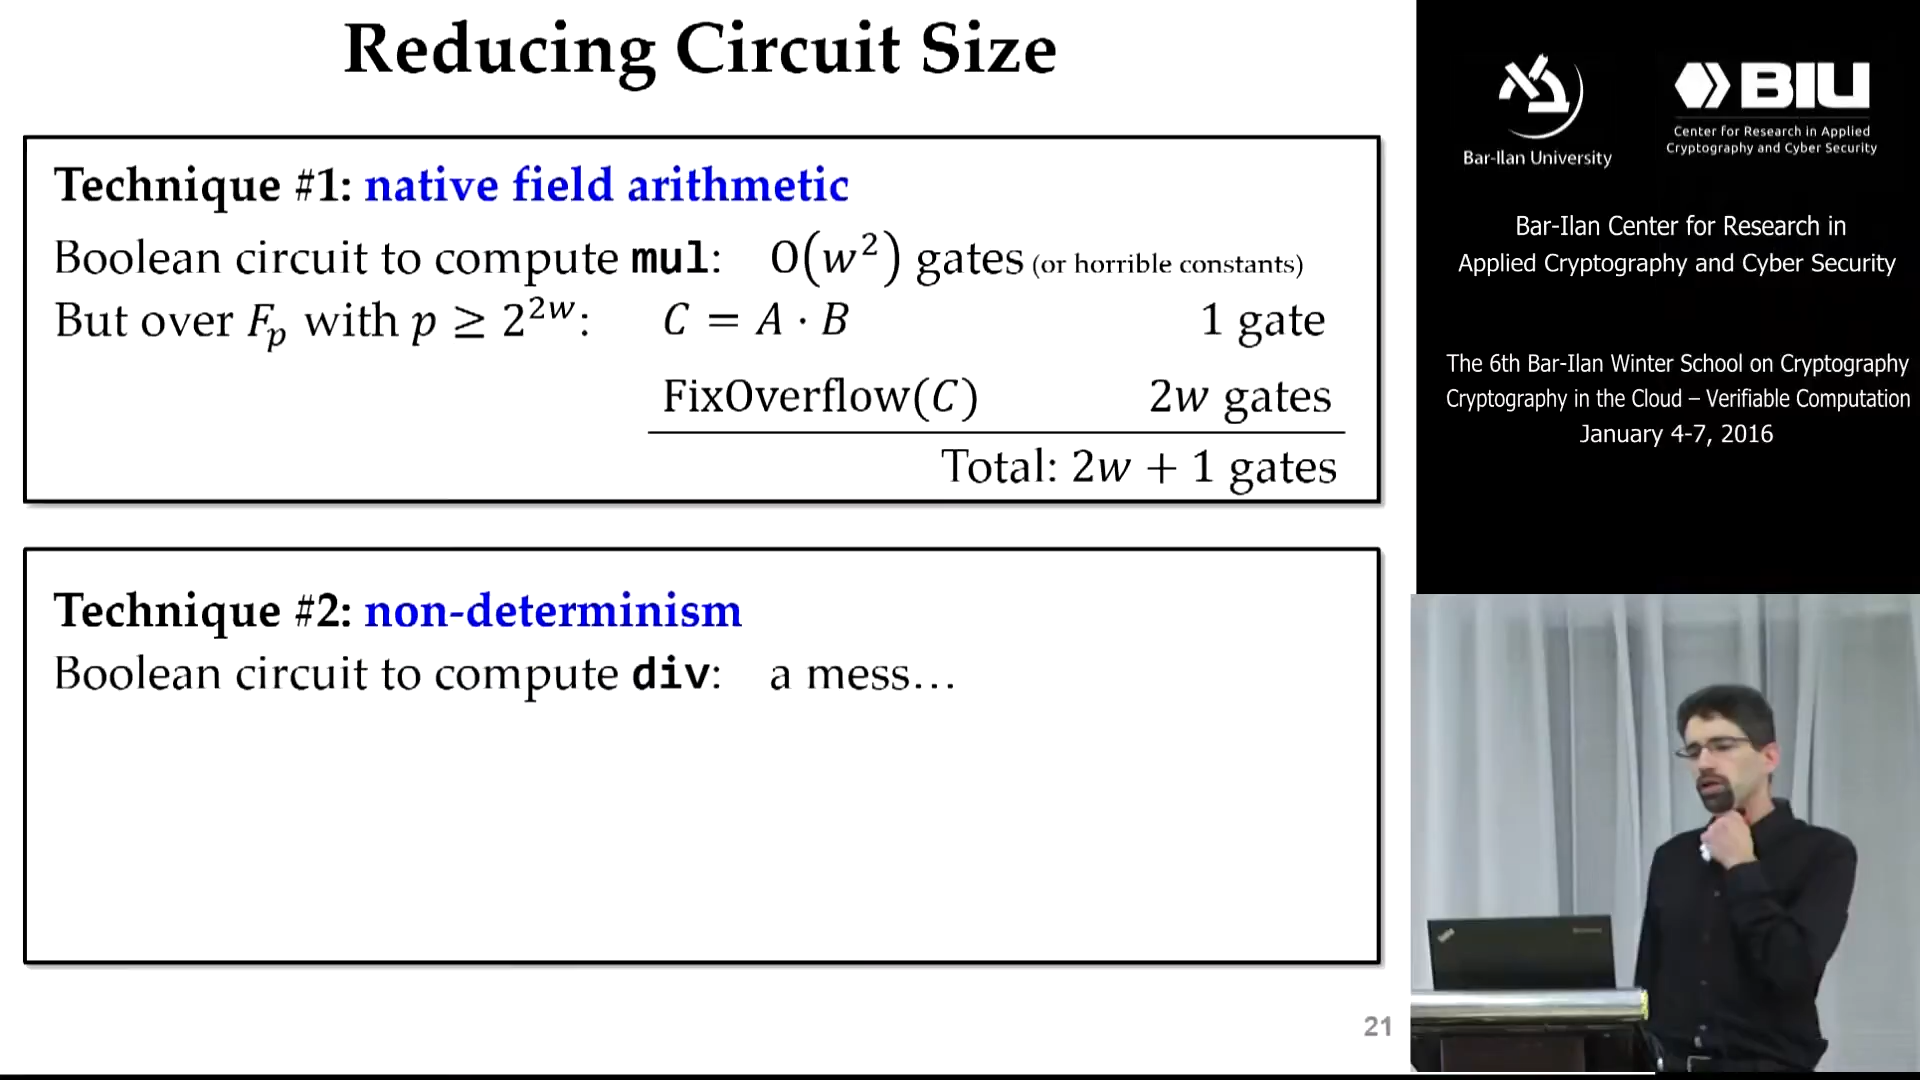 Reducing Circuit Size
Technique #1: native field arithmetic
Boolean circuit to compute mul: O(w²) gates (or horrible constants)
But over Fₚ with p ≥ 2²ʷ: C = A · B 1 gate
FixOverflow(C) 2w gates
Total: 2w + 1 gates
Technique #2: non-determinism
Boolean circuit to compute div: a mess…
21
BIU
Center for Research in Applied
Cryptography and Cyber Security
Bar-Ilan University
Bar-Ilan Center for Research in
Applied Cryptography and Cyber Security
The 6th Bar-Ilan Winter School on Cryptography
Cryptography in the Cloud – Verifiable Computation
January 4-7, 2016